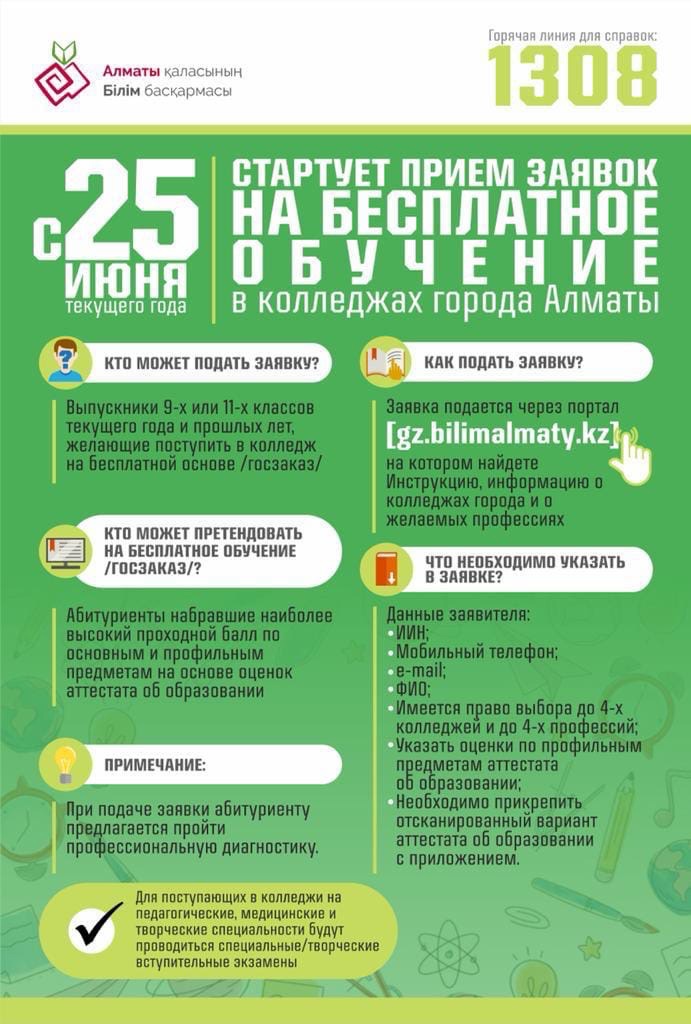 Алматы қаласының
Білім басқармасы
Горячая линия для справок:
1308
с 25
ИЮНЯ
текущего года
СТАРТУЕТ ПРИЕМ ЗАЯВОК
НА БЕСПЛАТНОЕ
ОБУЧЕНИЕ
в колледжах города Алматы
КТО МОЖЕТ ПОДАТЬ ЗАЯВКУ?
Выпускники 9-х или 11-х классов
текущего года и прошлых лет,
желающие поступить в колледж
на бесплатной основе /госзаказ/
КТО МОЖЕТ ПРЕТЕНДОВАТЬ
НА БЕСПЛАТНОЕ ОБУЧЕНИЕ
/ГОСЗАКАЗ/?
Абитуриенты набравшие наиболее
высокий проходной балл по
основным и профильным
предметам на основе оценок
аттестата об образовании
ПРИМЕЧАНИЕ:
При подаче заявки абитуриенту
предлагается пройти
профессиональную диагностику.
КАК ПОДАТЬ ЗАЯВКУ?
Заявка подается через портал
[gz.bilimalmaty.kz]
на котором найдете
Инструкцию, информацию о
колледжах города и о
желаемых профессиях
ЧТО НЕОБХОДИМО УКАЗАТЬ
В ЗАЯВКЕ?
Данные заявителя:
•ИИН;
•Мобильный телефон;
•e-mail;
•ФИО;
•Имеется право выбора до 4-х
колледжей и до 4-х профессий;
•Указать оценки по профильным
предметам аттестата
об образовании;
•Необходимо прикрепить
отсканированный вариант
аттестата об образовании
с приложением.
Для поступающих в колледжи на
педагогические, медицинские и
творческие специальности будут
проводиться специальные/творческие
вступительные экзамены